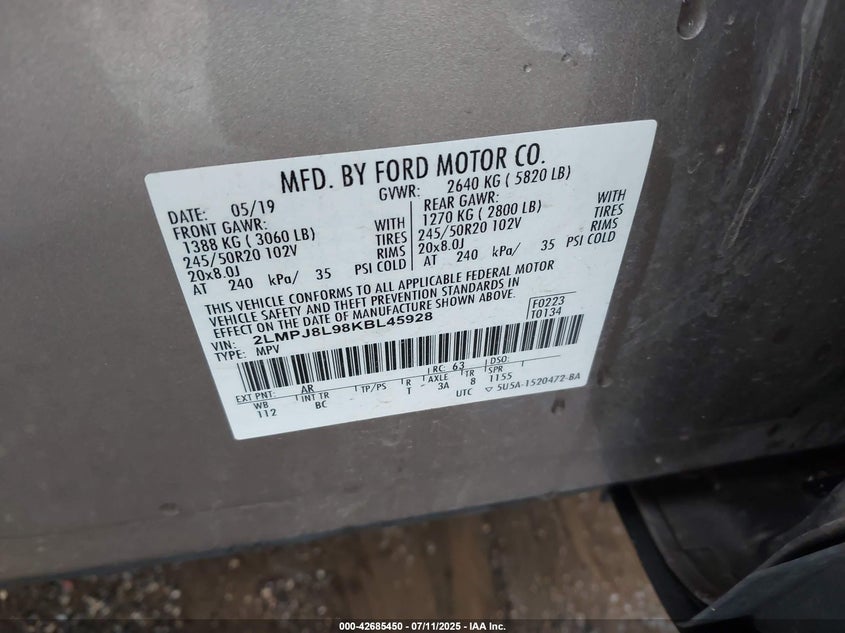 MFD. BY FORD MOTOR CO.
DATE: 05/19 GVWR: 2640 KG ( 5820 LB)
FRONT GAWR: REAR GAWR:
1388 KG ( 3060 LB) WITH 1270 KG ( 2800 LB) WITH
245/50R20 102V TIRES 245/50R20 102V TIRES
20x8.0J RIMS 20x8.0J RIMS
AT 240 kPa/ 35 PSI COLD AT 240 kPa/ 35 PSI COLD
THIS VEHICLE CONFORMS TO ALL APPLICABLE FEDERAL MOTOR
VEHICLE SAFETY AND THEFT PREVENTION STANDARDS IN
EFFECT ON THE DATE OF MANUFACTURE SHOWN ABOVE.
VIN: 2LMPJ8L98KBL45928 F0223
TYPE: MPV T0134
EXT PNT: AR RC: 63 DSO:
WB INT TR TP/PS R AXLE TR SPR
112 BC T 3A 8 1155
UTC ▽ 5U5A-1520472-BA
000-42685450 - 07/11/2025 - IAA Inc.